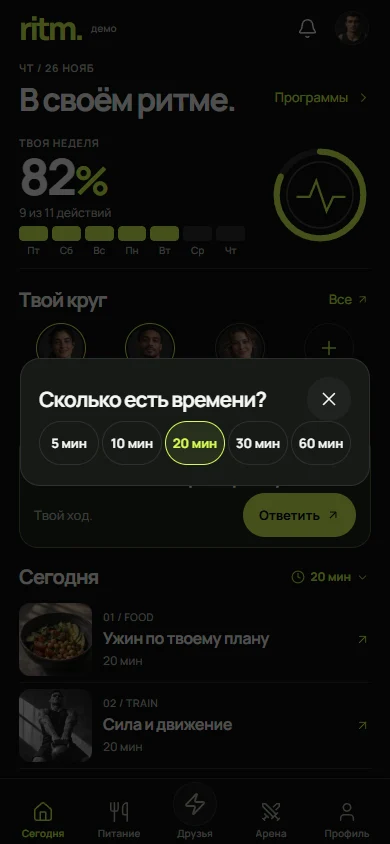 ritm. демо
ЧТ / 26 НОЯБ
В своём ритме.
Программы
ТВОЯ НЕДЕЛЯ
82%
9 из 11 действий
Пт Сб Вс Пн Вт Ср Чт
Твой круг
Все
Сколько есть времени?
5 мин 10 мин 20 мин 30 мин 60 мин
Твой ход.
Ответить
Сегодня
20 мин
01 / FOOD
Ужин по твоему плану
20 мин
02 / TRAIN
Сила и движение
20 мин
Сегодня Питание Друзья Арена Профиль